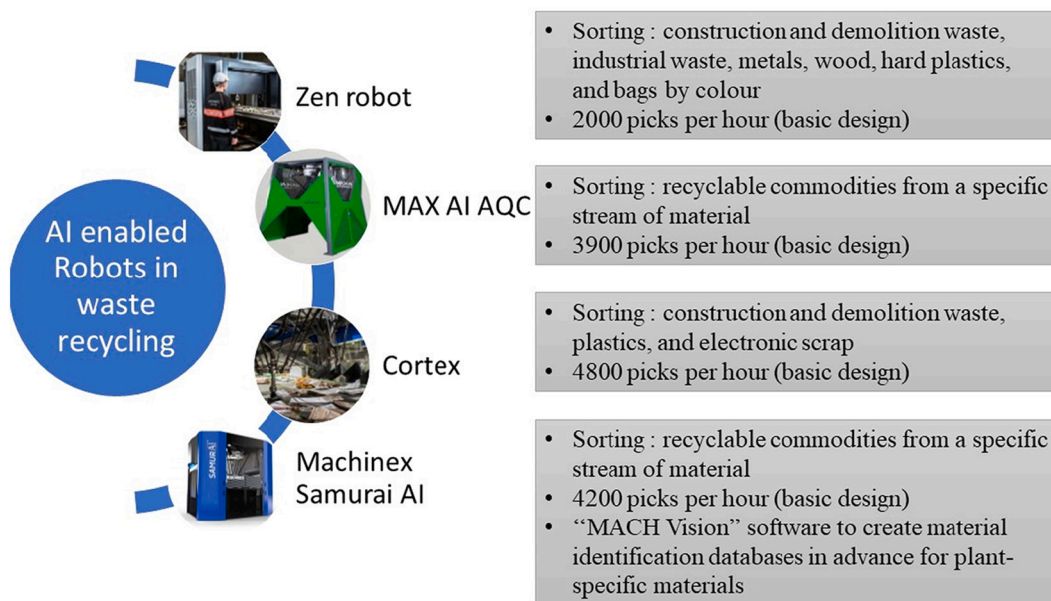 AI enabled
Robots in
waste
recycling
Zen robot
• Sorting : construction and demolition waste,
industrial waste, metals, wood, hard plastics,
and bags by colour
• 2000 picks per hour (basic design)
MAX AI AQC
• Sorting : recyclable commodities from a specific
stream of material
• 3900 picks per hour (basic design)
Cortex
• Sorting : construction and demolition waste,
plastics, and electronic scrap
• 4800 picks per hour (basic design)
SAMURAI
Machinex
Samurai AI
• Sorting : recyclable commodities from a specific
stream of material
• 4200 picks per hour (basic design)
• “MACH Vision” software to create material
identification databases in advance for plant-
specific materials